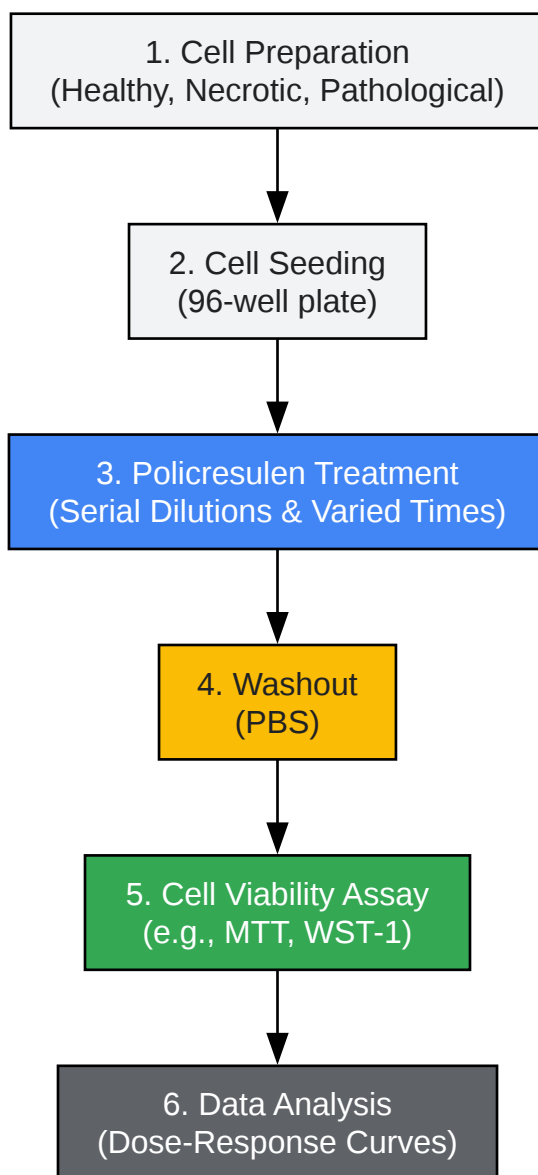 1. Cell Preparation
(Healthy, Necrotic, Pathological)
2. Cell Seeding
(96-well plate)
3. Policresulen Treatment
(Serial Dilutions & Varied Times)
4. Washout
(PBS)
5. Cell Viability Assay
(e.g., MTT, WST-1)
6. Data Analysis
(Dose-Response Curves)